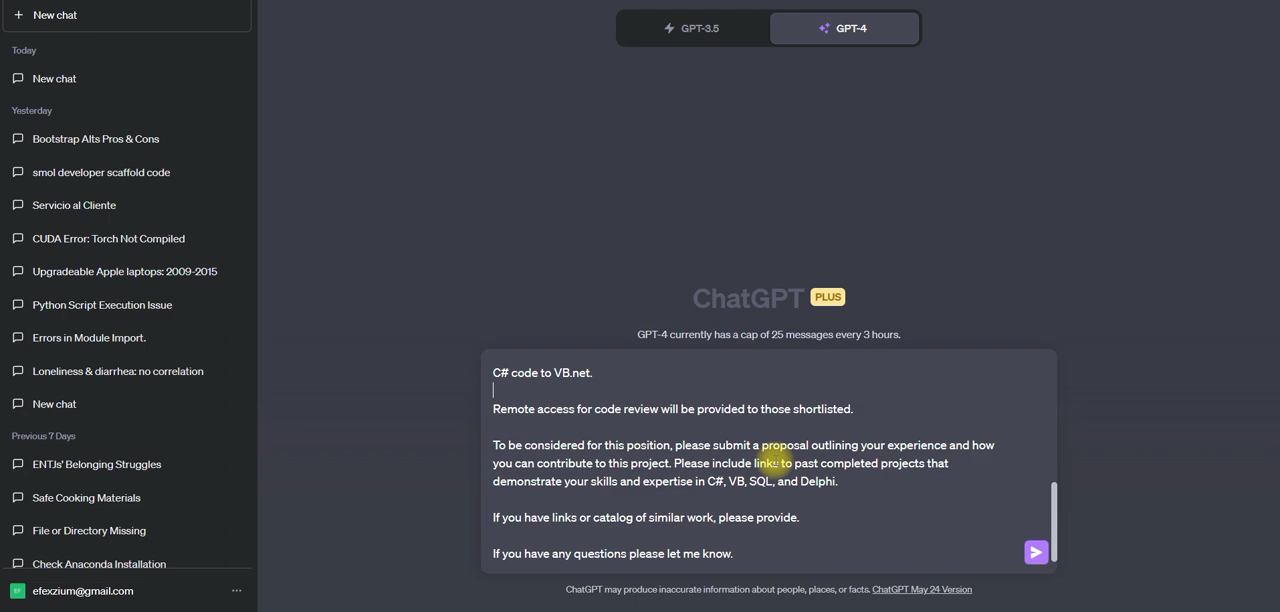 New chat
Today
New chat
Yesterday
Bootstrap Alts Pros & Cons
smol developer scaffold code
Servicio al Cliente
CUDA Error: Torch Not Compiled
Upgradeable Apple laptops: 2009-2015
Python Script Execution Issue
Errors in Module Import.
Loneliness & diarrhea: no correlation
New chat
Previous 7 Days
ENTJs' Belonging Struggles
Safe Cooking Materials
File or Directory Missing
Check Anaconda Installation
efexzium@gmail.com
GPT-3.5
GPT-4
ChatGPT PLUS
GPT-4 currently has a cap of 25 messages every 3 hours.
C# code to VB.net.
Remote access for code review will be provided to those shortlisted.
To be considered for this position, please submit a proposal outlining your experience and how
you can contribute to this project. Please include links to past completed projects that
demonstrate your skills and expertise in C#, VB, SQL, and Delphi.
If you have links or catalog of similar work, please provide.
If you have any questions please let me know.
ChatGPT may produce inaccurate information about people, places, or facts. ChatGPT May 24 Version